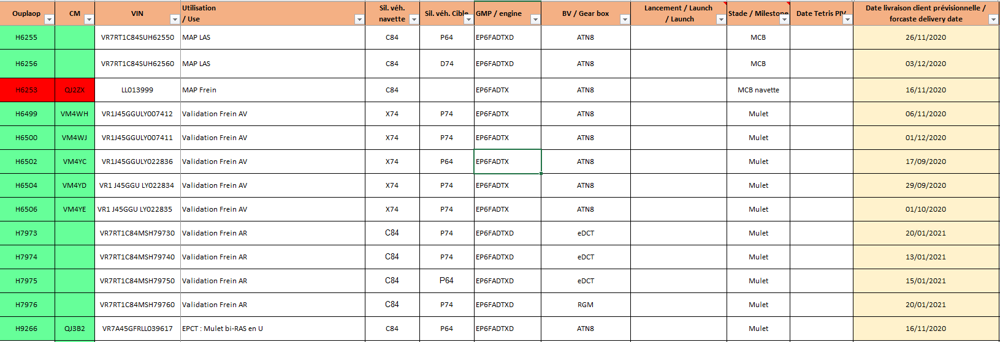 Ouplaop CM VIN Utilisation / Use Sil. véh. navette Sil. véh. Cible GMP / engine BV / Gear box Lancement / Launch / Launch Stade / Milestone Date Tetris PIV Date livraison client prévisionnelle / forcaste delivery date
H6255 VR7RT1C84SUH62550 MAP LAS C84 P64 EP6FADTXD ATN8 MCB 26/11/2020
H6256 VR7RT1C84SUH62560 MAP LAS C84 D74 EP6FADTXD ATN8 MCB 03/12/2020
H6253 QJ2ZX LL013999 MAP Frein C84 EP6FADTX ATN8 MCB navette 16/11/2020
H6499 VM4WH VR1J45GGULY007412 Validation Frein AV X74 P74 EP6FADTX ATN8 Mulet 06/11/2020
H6500 VM4WJ VR1J45GGULY007411 Validation Frein AV X74 P74 EP6FADTX ATN8 Mulet 01/12/2020
H6502 VM4YC VR1J45GGULY022836 Validation Frein AV X74 P64 EP6FADTX ATN8 Mulet 17/09/2020
H6504 VM4YD VR1 J45GGU LY022834 Validation Frein AV X74 P74 EP6FADTX ATN8 Mulet 29/09/2020
H6506 VM4YE VR1 J45GGU LY022835 Validation Frein AV X74 P74 EP6FADTX ATN8 Mulet 01/10/2020
H7973 VR7RT1C84MSH79730 Validation Frein AR C84 P74 EP6FADTXD eDCT Mulet 20/01/2021
H7974 VR7RT1C84MSH79740 Validation Frein AR C84 P74 EP6FADTXD eDCT Mulet 13/01/2021
H7975 VR7RT1C84MSH79750 Validation Frein AR C84 P64 EP6FADTXD eDCT Mulet 15/01/2021
H7976 VR7RT1C84MSH79760 Validation Frein AR C84 P74 EP6FADTXD RGM Mulet 20/01/2021
H9266 QJ3B2 VR7A45GFRLL039617 EPCT : Mulet bi-RAS en U C84 P64 EP6FADTXD ATN8 Mulet 16/11/2020